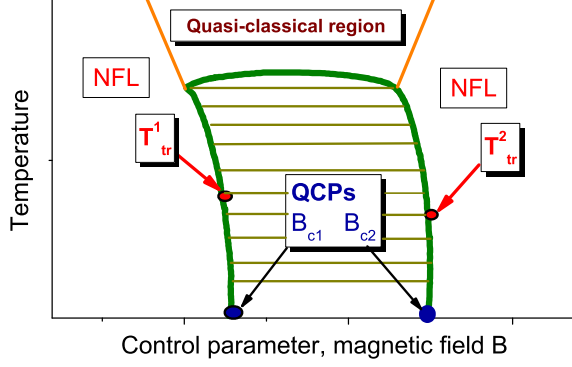 Quasi-classical region
NFL
NFL
T¹tr
T²tr
QCPs
Bc1 Bc2
Temperature
Control parameter, magnetic field B